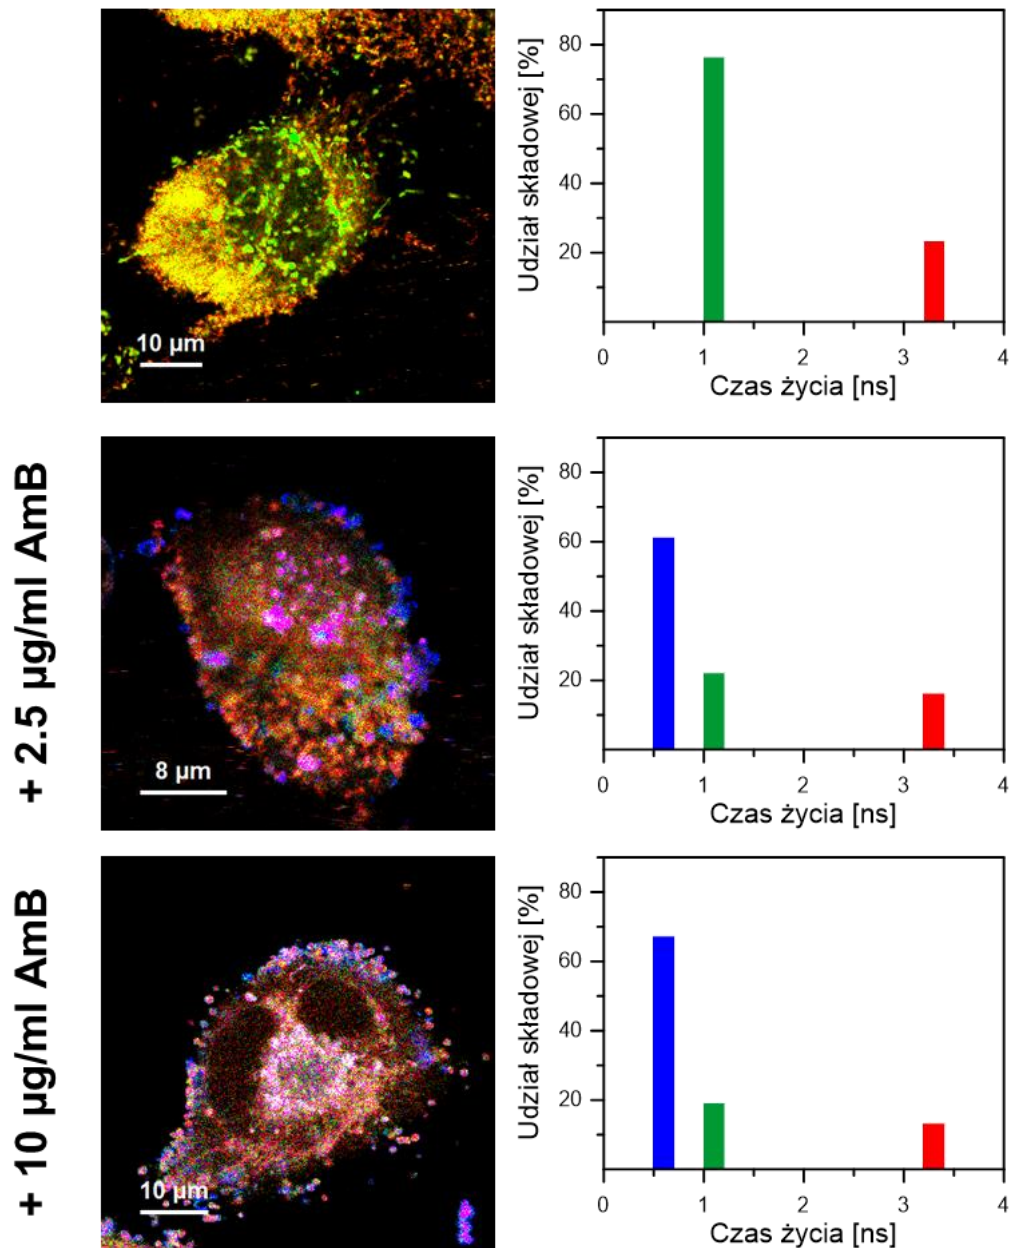 10 µm
Udział składowej [%]
80
60
40
20
0
1
2
3
4
Czas życia [ns]
+ 2.5 µg/ml AmB
8 µm
Udział składowej [%]
80
60
40
20
0
1
2
3
4
Czas życia [ns]
+ 10 µg/ml AmB
10 µm
Udział składowej [%]
80
60
40
20
0
1
2
3
4
Czas życia [ns]